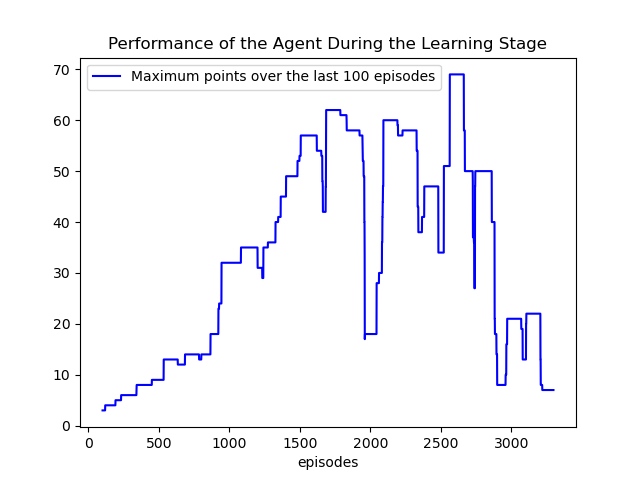 Performance of the Agent During the Learning Stage
Maximum points over the last 100 episodes
70
60
50
40
30
20
10
0
0 500 1000 1500 2000 2500 3000
episodes